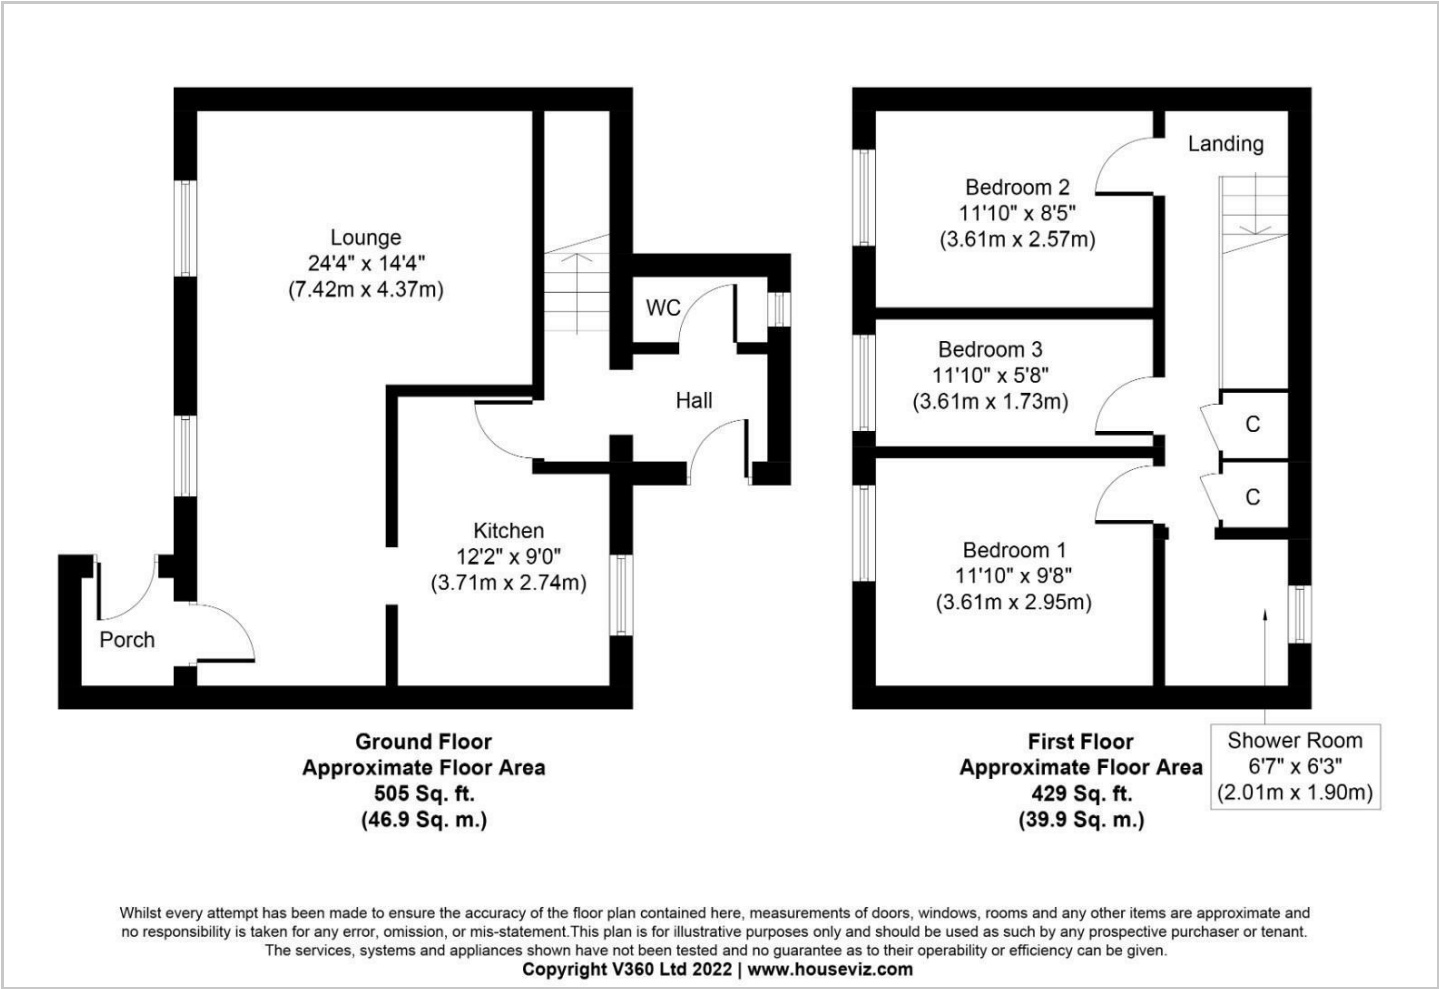 Lounge
24'4" x 14'4"
(7.42m x 4.37m)
WC
Hall
Kitchen
12'2" x 9'0"
(3.71m x 2.74m)
Porch
Ground Floor
Approximate Floor Area
505 Sq. ft.
(46.9 Sq. m.)
Landing
Bedroom 2
11'10" x 8'5"
(3.61m x 2.57m)
Bedroom 3
11'10" x 5'8"
(3.61m x 1.73m)
C
C
Bedroom 1
11'10" x 9'8"
(3.61m x 2.95m)
First Floor
Approximate Floor Area
429 Sq. ft.
(39.9 Sq. m.)
Shower Room
6'7" x 6'3"
(2.01m x 1.90m)
Whilst every attempt has been made to ensure the accuracy of the floor plan contained here, measurements of doors, windows, rooms and any other items are approximate and
no responsibility is taken for any error, omission, or mis-statement.This plan is for illustrative purposes only and should be used as such by any prospective purchaser or tenant.
The services, systems and appliances shown have not been tested and no guarantee as to their operability or efficiency can be given.
Copyright V360 Ltd 2022 | www.houseviz.com